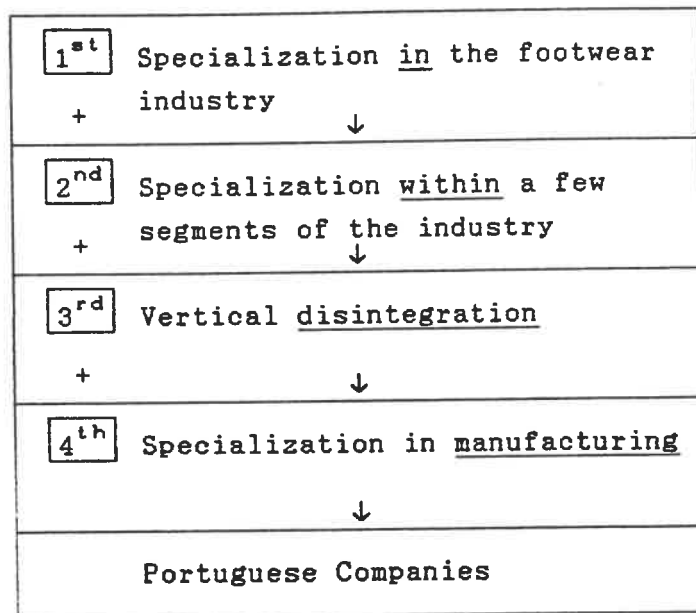 1st Specialization in the footwear
industry
+ ↓
2nd Specialization within a few
segments of the industry
+ ↓
3rd Vertical disintegration
+ ↓
4th Specialization in manufacturing
↓
Portuguese Companies